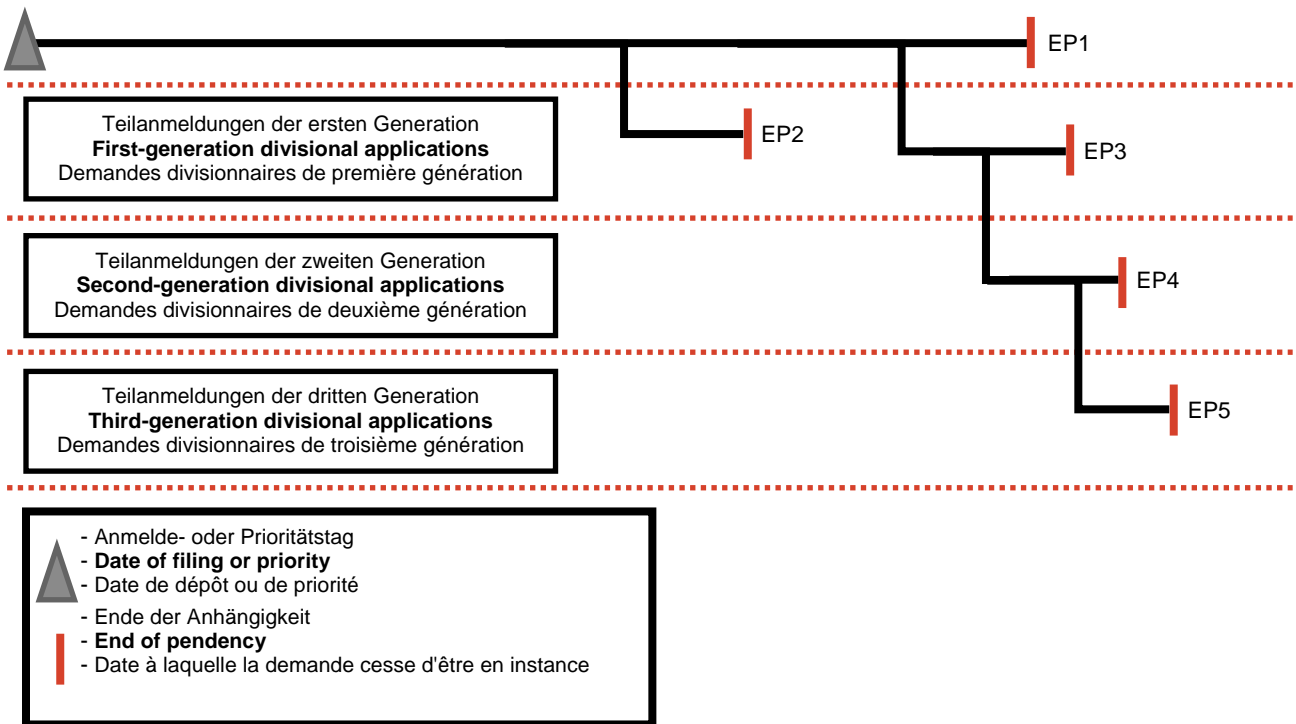 EP1
Teilanmeldungen der ersten Generation
First-generation divisional applications
Demandes divisionnaires de première génération
EP2
EP3
Teilanmeldungen der zweiten Generation
Second-generation divisional applications
Demandes divisionnaires de deuxième génération
EP4
Teilanmeldungen der dritten Generation
Third-generation divisional applications
Demandes divisionnaires de troisième génération
EP5
- Anmelde- oder Prioritätstag
- Date of filing or priority
- Date de dépôt ou de priorité
- Ende der Anhängigkeit
- End of pendency
- Date à laquelle la demande cesse d'être en instance